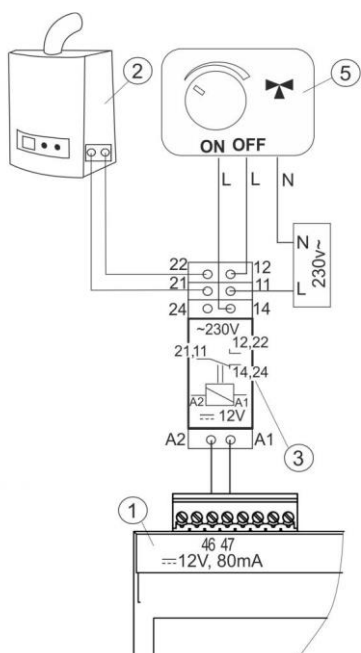 2
5
ON OFF
L L N
N
230v~
L
22 12
21 11
24 14
~230V
12,22
21,11
14,24
A2 A1
⎓ 12V
3
A2 A1
1
46 47
⎓12V, 80mA